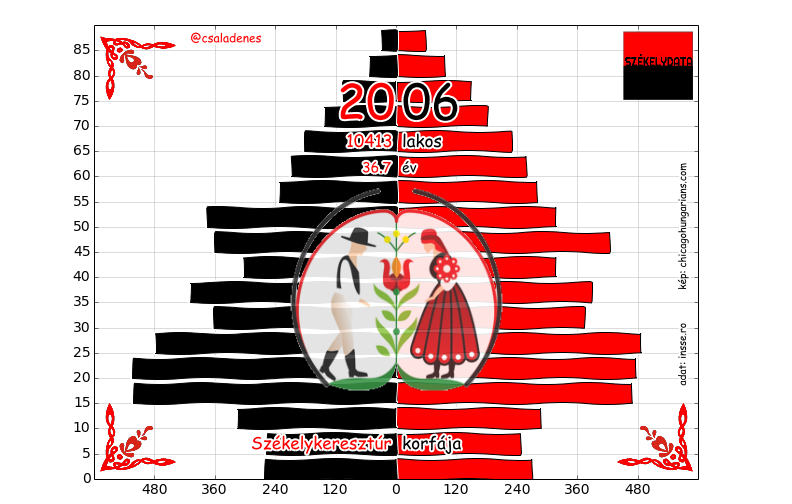 @csaladenes
SZÉKELYDATA
2006
10413 lakos
36.7 év
Székelykeresztúr korfája
kép: chicagohungarians.com
adat: insse.ro
85
80
75
70
65
60
55
50
45
40
35
30
25
20
15
10
5
0
480 360 240 120 0 120 240 360 480